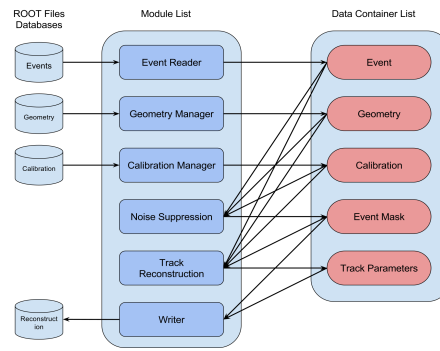 ROOT Files
Databases
Module List
Data Container List
Events
Event Reader
Event
Geometry
Geometry Manager
Geometry
Calibration
Calibration Manager
Calibration
Noise Suppression
Event Mask
Track
Reconstruction
Track Parameters
Reconstruct
ion
Writer